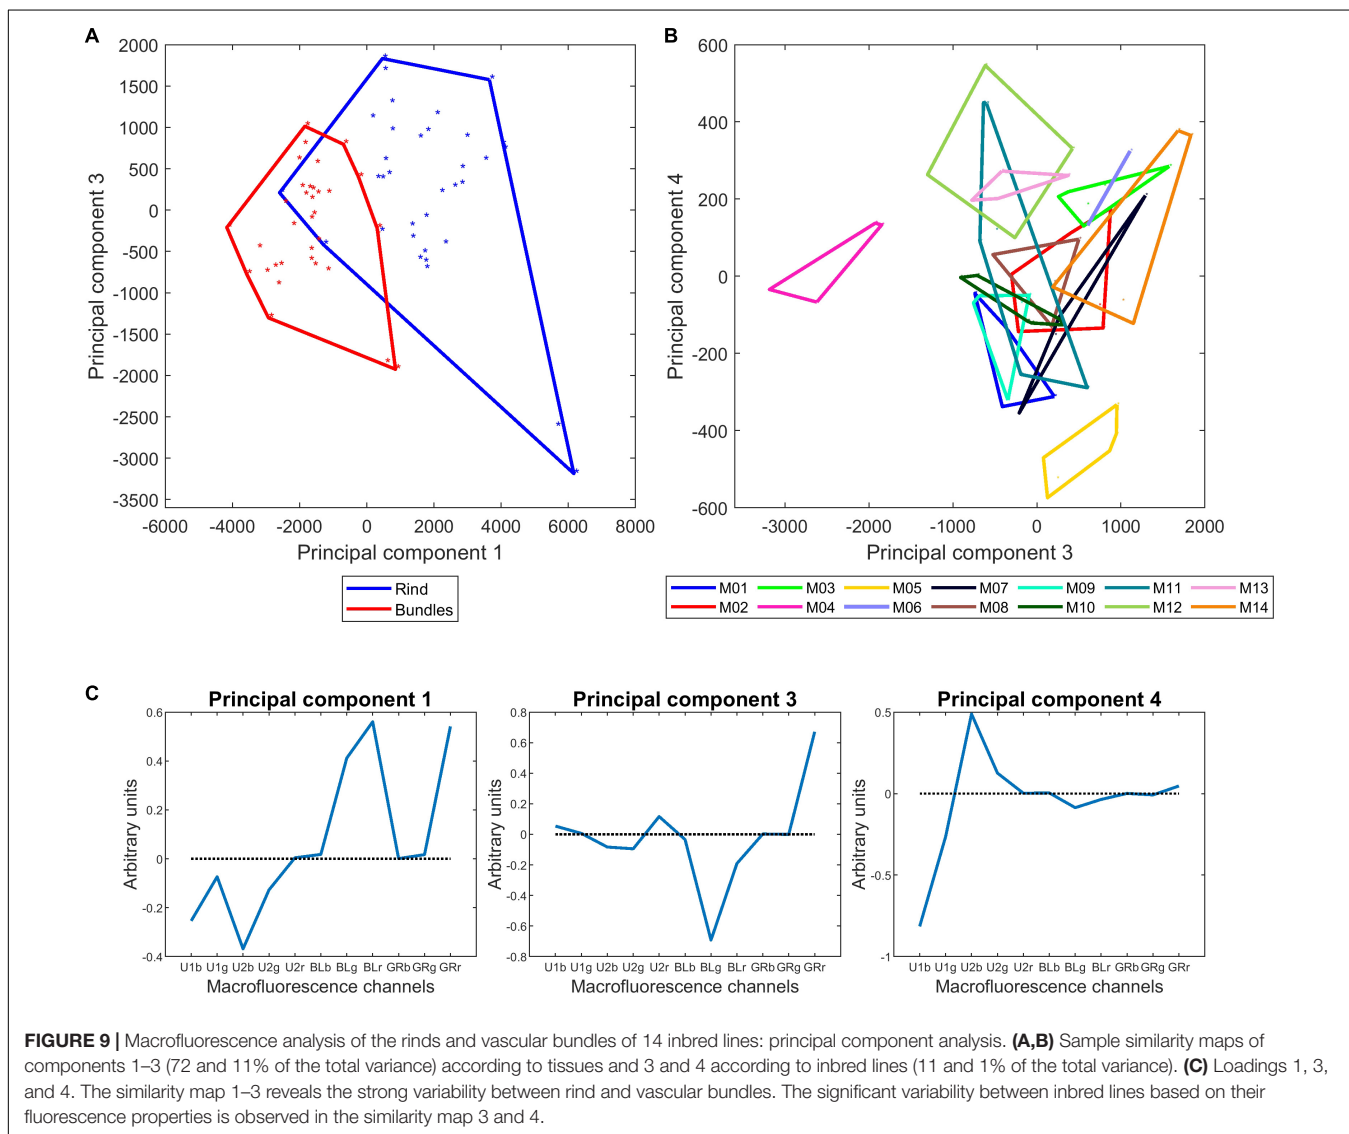 A
B
2000
1500
1000
500
0
-500
-1000
-1500
-2000
-2500
-3000
-3500
Principal component 3
-6000 -4000 -2000 0 2000 4000 6000 8000
Principal component 1
Rind
Bundles
600
400
200
0
-200
-400
-600
Principal component 4
-3000 -2000 -1000 0 1000 2000
Principal component 3
M01 M03 M05 M07 M09 M11 M13
M02 M04 M06 M08 M10 M12 M14
C
Principal component 1
0.6
0.4
0.2
0
-0.2
-0.4
Arbitrary units
U1b U1g U2b U2g U2r BLb BLg BLr GRb GRg GRr
Macrofluorescence channels
Principal component 3
0.8
0.6
0.4
0.2
0
-0.2
-0.4
-0.6
-0.8
Arbitrary units
U1b U1g U2b U2g U2r BLb BLg BLr GRb GRg GRr
Macrofluorescence channels
Principal component 4
0.5
0
-0.5
-1
Arbitrary units
U1b U1g U2b U2g U2r BLb BLg BLr GRb GRg GRr
Macrofluorescence channels
FIGURE 9 | Macrofluorescence analysis of the rinds and vascular bundles of 14 inbred lines: principal component analysis. (A,B) Sample similarity maps of
components 1–3 (72 and 11% of the total variance) according to tissues and 3 and 4 according to inbred lines (11 and 1% of the total variance). (C) Loadings 1, 3,
and 4. The similarity map 1–3 reveals the strong variability between rind and vascular bundles. The significant variability between inbred lines based on their
fluorescence properties is observed in the similarity map 3 and 4.